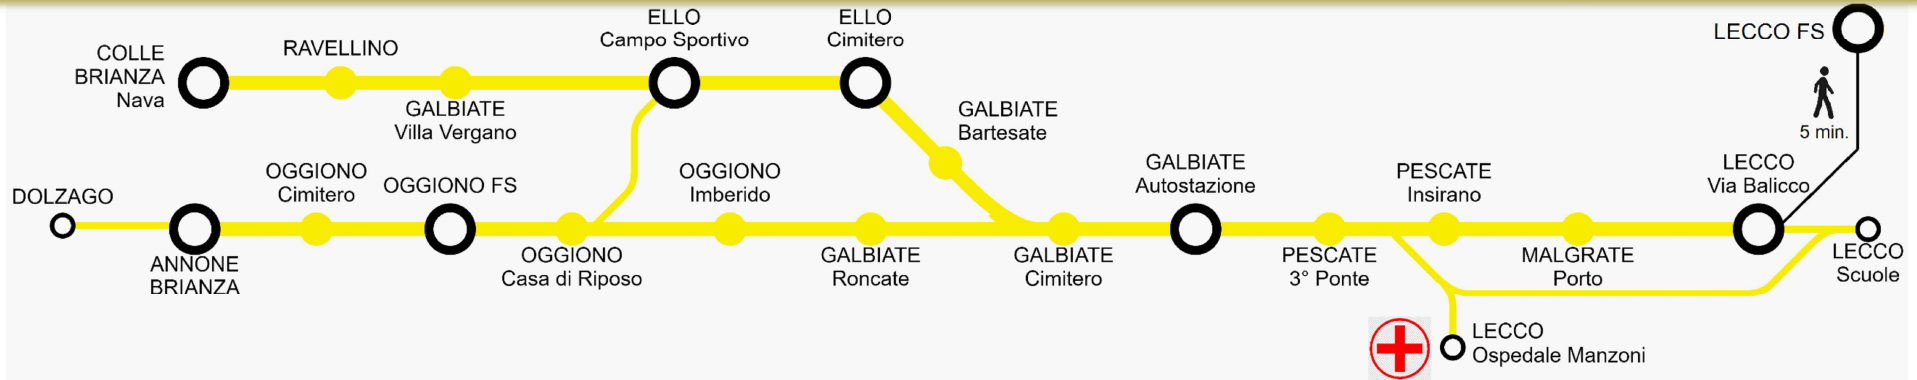 COLLE
BRIANZA
Nava
RAVELLINO
GALBIATE
Villa Vergano
ELLO
Campo Sportivo
ELLO
Cimitero
GALBIATE
Bartesate
LECCO FS
5 min.
DOLZAGO
ANNONE
BRIANZA
OGGIONO
Cimitero
OGGIONO FS
OGGIONO
Casa di Riposo
OGGIONO
Imberido
GALBIATE
Roncate
GALBIATE
Cimitero
GALBIATE
Autostazione
PESCATE
3° Ponte
PESCATE
Insirano
MALGRATE
Porto
LECCO
Via Balicco
LECCO
Scuole
LECCO
Ospedale Manzoni